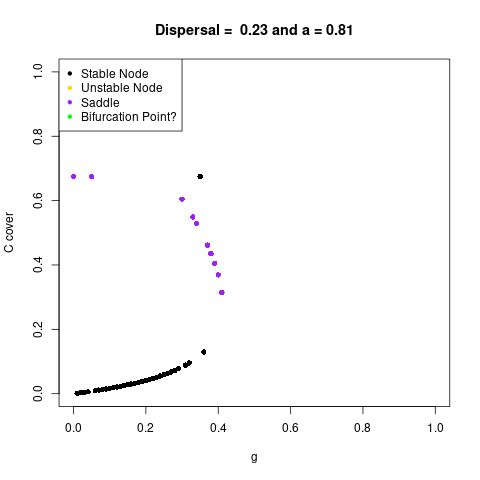 Dispersal =  0.23 and a = 0.81
Stable Node
Unstable Node
Saddle
Bifurcation Point?
C cover
1.0
0.8
0.6
0.4
0.2
0.0
0.0 0.2 0.4 0.6 0.8 1.0
g